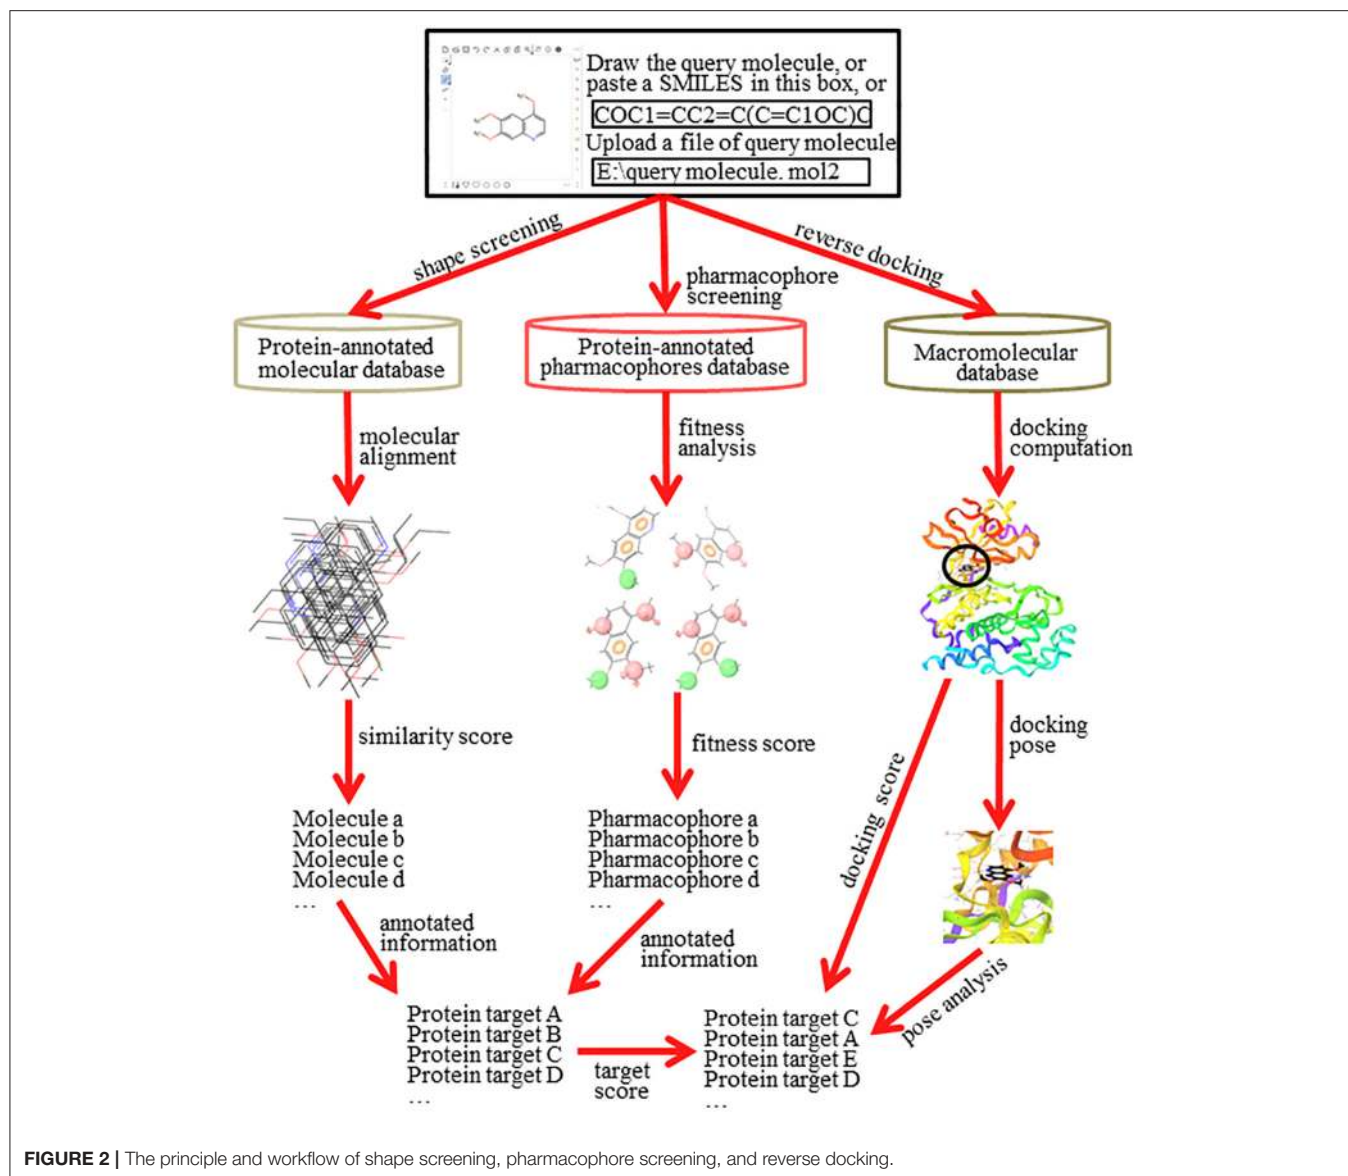 Draw the query molecule, or
paste a SMILES in this box, or
COC1=CC2=C(C=C1OC)C
Upload a file of query molecule
E:\query molecule. mol2
shape screening
pharmacophore
screening
reverse docking
Protein-annotated
molecular database
Protein-annotated
pharmacophores database
Macromolecular
database
molecular
alignment
fitness
analysis
docking
computation
similarity score
fitness score
docking score
docking
pose
Molecule a
Molecule b
Molecule c
Molecule d
...
Pharmacophore a
Pharmacophore b
Pharmacophore c
Pharmacophore d
...
annotated
information
annotated
information
pose analysis
Protein target A
Protein target B
Protein target C
Protein target D
...
target
score
Protein target C
Protein target A
Protein target E
Protein target D
...
FIGURE 2 | The principle and workflow of shape screening, pharmacophore screening, and reverse docking.